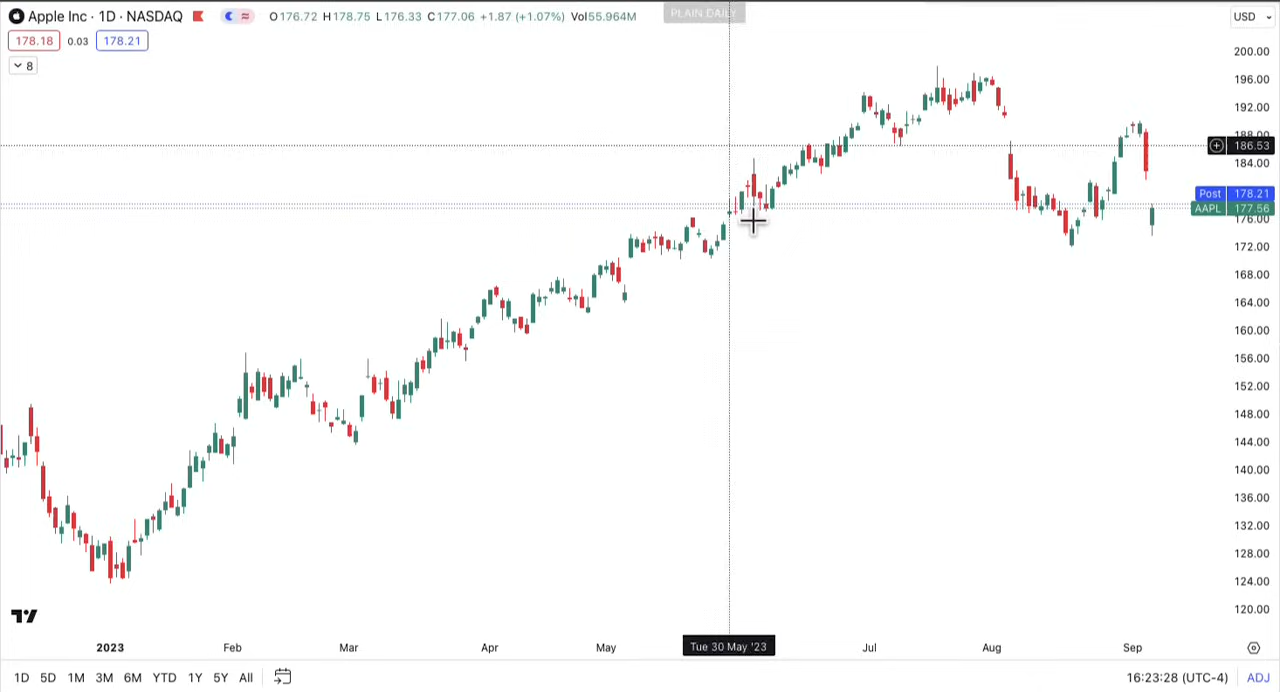 Apple Inc · 1D · NASDAQ O176.72 H178.75 L176.33 C177.06 +1.87 (+1.07%) Vol55.964M
PLAIN DAILY
USD
178.18 0.03 178.21
8
200.00
196.00
192.00
188.00
186.53
184.00
Post 178.21
AAPL 177.56
176.00
172.00
168.00
164.00
160.00
156.00
152.00
148.00
144.00
140.00
136.00
132.00
128.00
124.00
120.00
2023 Feb Mar Apr May Tue 30 May '23 Jul Aug Sep
1D 5D 1M 3M 6M YTD 1Y 5Y All 16:23:28 (UTC-4) ADJ